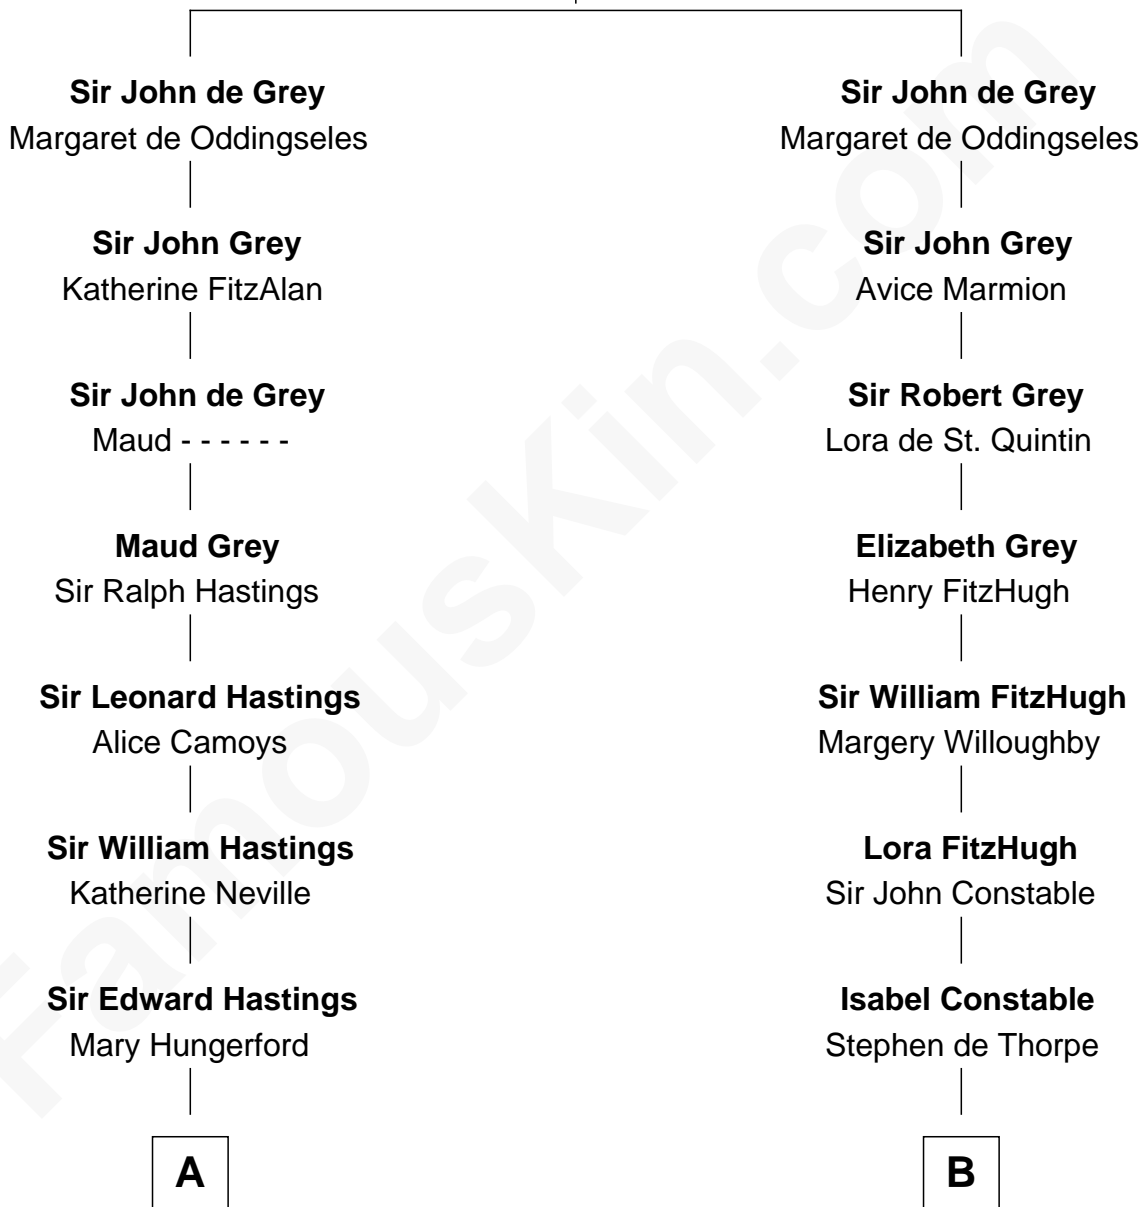 Sir John de Grey
Margaret de Oddingseles
Sir John Grey
Katherine FitzAlan
Sir John de Grey
Maud - - - - - -
Maud Grey
Sir Ralph Hastings
Sir Leonard Hastings
Alice Camoys
Sir William Hastings
Katherine Neville
Sir Edward Hastings
Mary Hungerford
A
Sir John de Grey
Margaret de Oddingseles
Sir John Grey
Avice Marmion
Sir Robert Grey
Lora de St. Quintin
Elizabeth Grey
Henry FitzHugh
Sir William FitzHugh
Margery Willoughby
Lora FitzHugh
Sir John Constable
Isabel Constable
Stephen de Thorpe
B
FamousKin.com